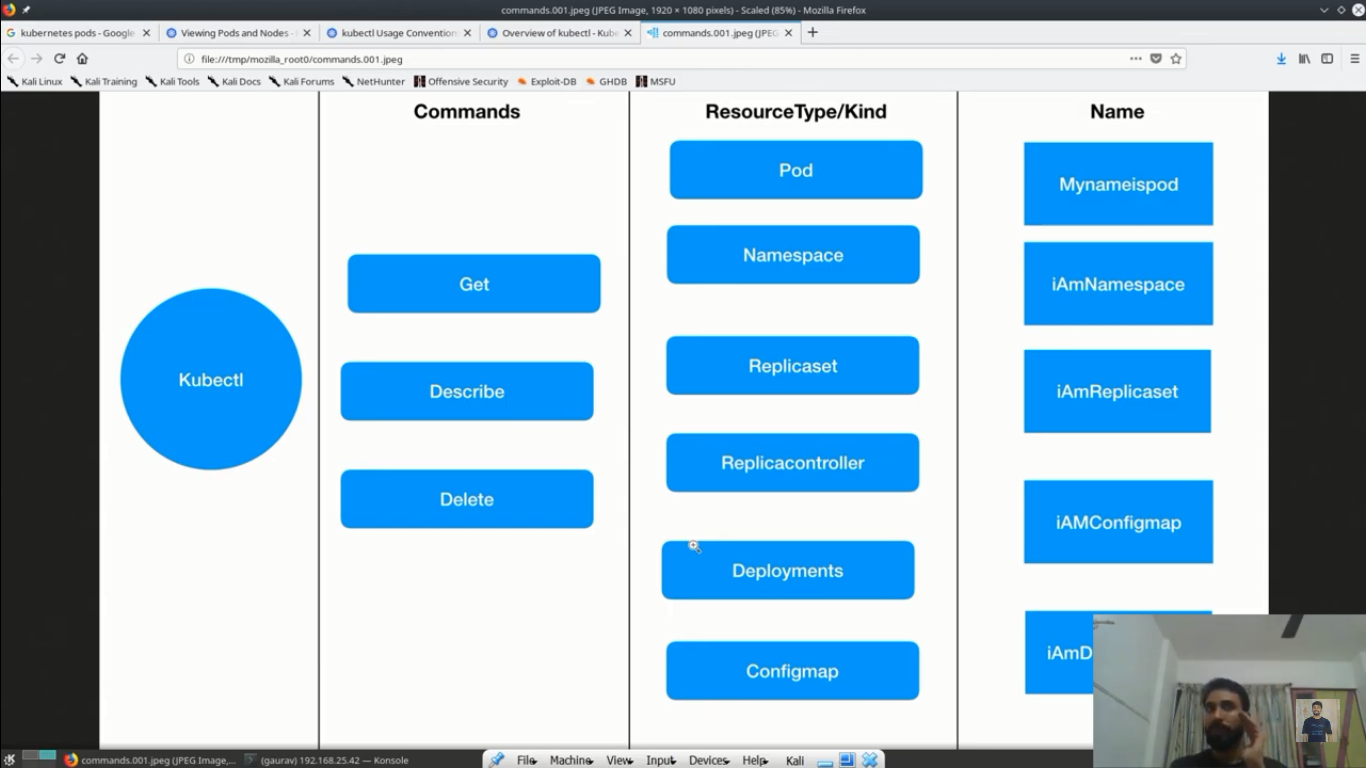 commands.001.jpeg (JPEG Image, 1920 × 1080 pixels) - Scaled (85%) - Mozilla Firefox
kubernetes pods - Google
Viewing Pods and Nodes -
kubectl Usage Convention
Overview of kubectl - Kube
commands.001.jpeg (JPEG
file:///tmp/mozilla_root0/commands.001.jpeg
Kali Linux
Kali Training
Kali Tools
Kali Docs
Kali Forums
NetHunter
Offensive Security
Exploit-DB
GHDB
MSFU
Commands
ResourceType/Kind
Name
Kubectl
Get
Describe
Delete
Pod
Namespace
Replicaset
Replicacontroller
Deployments
Configmap
Mynameispod
iAmNamespace
iAmReplicaset
iAMConfigmap
iAmD
commands.001.jpeg (JPEG Image,...
(gaurav) 192.168.25.42 — Konsole
File
Machine
View
Input
Devices
Help
Kali